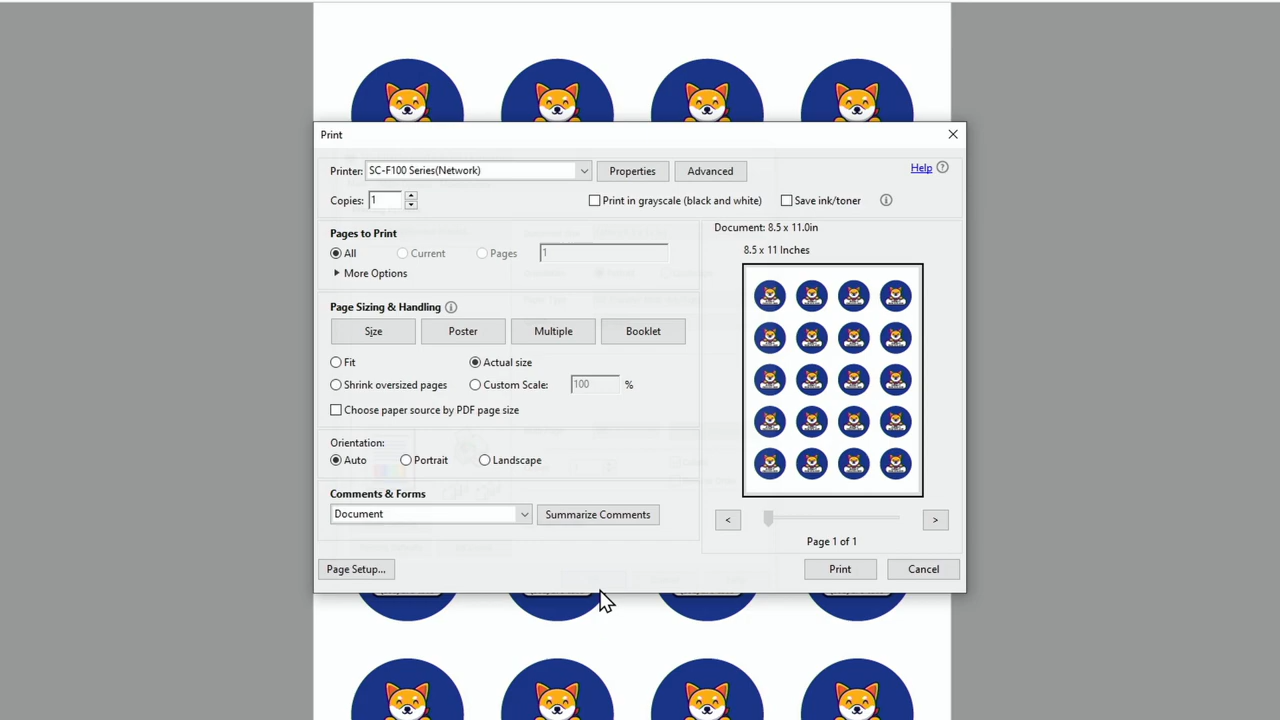 Print
Printer: SC-F100 Series(Network) Properties Advanced Help
Copies: 1 Print in grayscale (black and white) Save ink/toner
Pages to Print
All Current Pages 1
More Options
Page Sizing & Handling
Size Poster Multiple Booklet
Fit Actual size
Shrink oversized pages Custom Scale: 100 %
Choose paper source by PDF page size
Orientation:
Auto Portrait Landscape
Comments & Forms
Document Summarize Comments
Document: 8.5 x 11.0in
8.5 x 11 Inches
< >
Page 1 of 1
Page Setup... Print Cancel